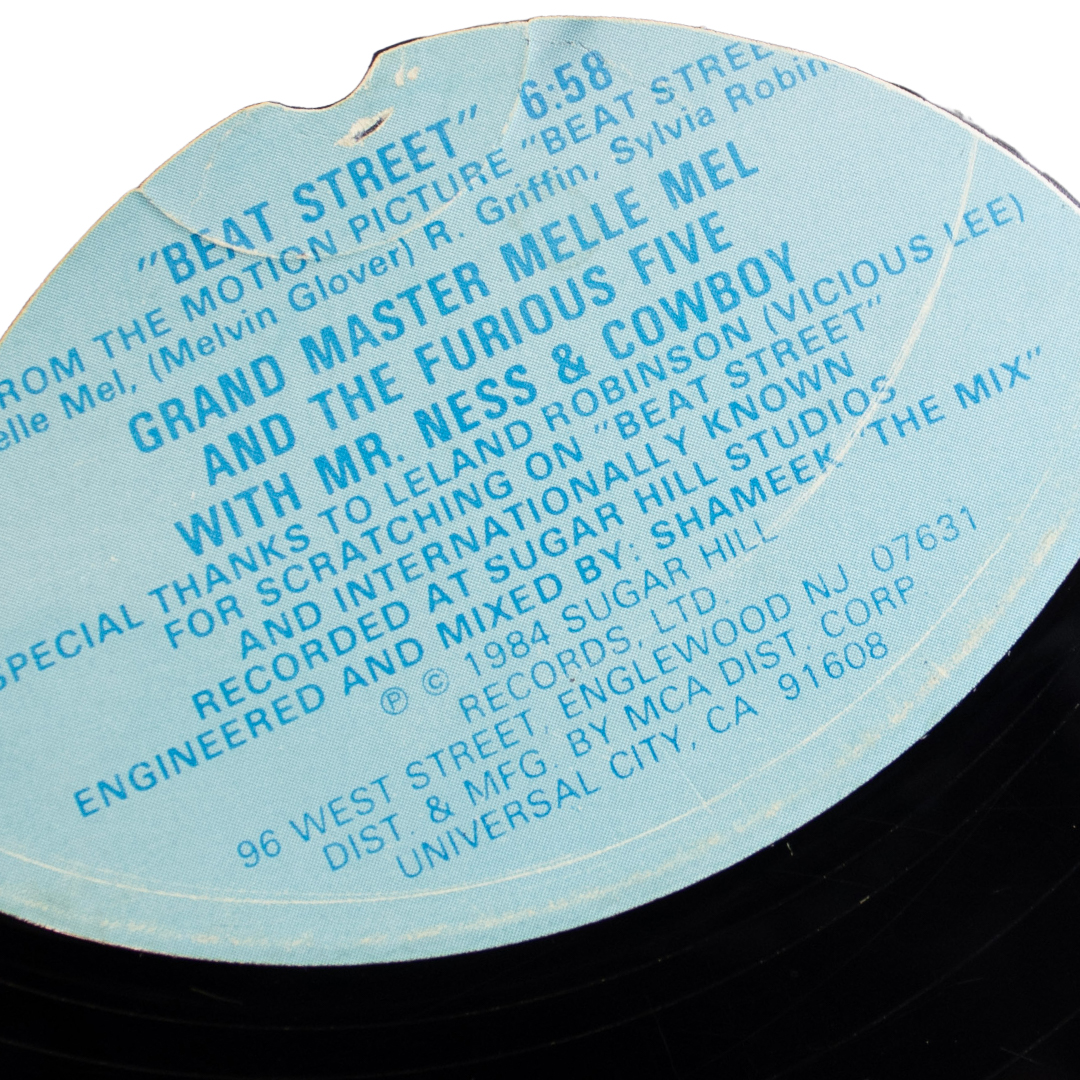 "BEAT STREET" 6:58
FROM THE MOTION PICTURE "BEAT STREET
elle Mel, (Melvin Glover) R. Griffin, Sylvia Robin
GRAND MASTER MELLE MEL
AND THE FURIOUS FIVE
WITH MR. NESS & COWBOY
SPECIAL THANKS TO LELAND ROBINSON (VICIOUS LEE)
FOR SCRATCHING ON "BEAT STREET"
AND INTERNATIONALLY KNOWN
RECORDED AT SUGAR HILL STUDIOS
ENGINEERED AND MIXED BY: SHAMEEK "THE MIX"
℗ © 1984 SUGAR HILL
RECORDS, LTD.
96 WEST STREET, ENGLEWOOD NJ 07631
DIST. & MFG. BY MCA DIST. CORP.
UNIVERSAL CITY, CA 91608